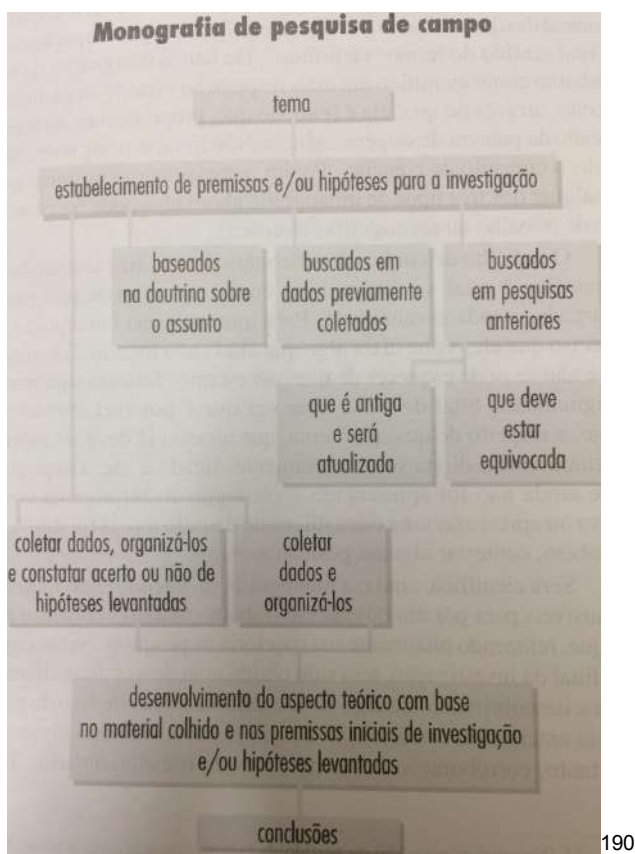 Monografia de pesquisa de campo
tema
estabelecimento de premissas e/ou hipóteses para a investigação
baseados
na doutrina sobre
o assunto
buscados em
dados previamente
coletados
buscados
em pesquisas
anteriores
que é antiga
e será
atualizada
que deve
estar
equivocada
coletar dados, organizá-los
e constatar acerto ou não de
hipóteses levantadas
coletar
dados e
organizá-los
desenvolvimento do aspecto teórico com base
no material colhido e nas premissas iniciais de investigação
e/ou hipóteses levantadas
conclusões
190